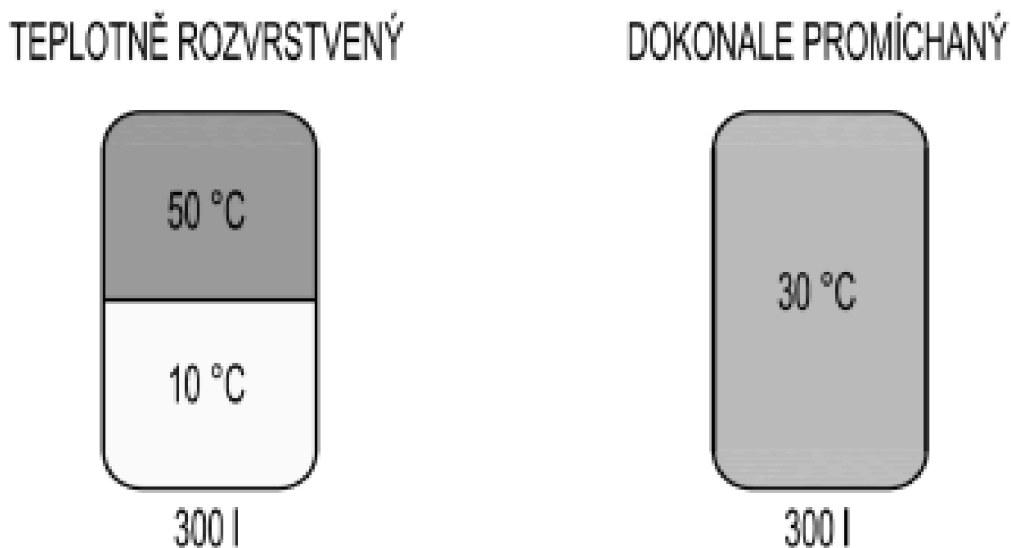 TEPLOTNĚ ROZVRSTVENÝ
DOKONALE PROMÍCHANÝ
50 °C
10 °C
30 °C
300 l
300 l